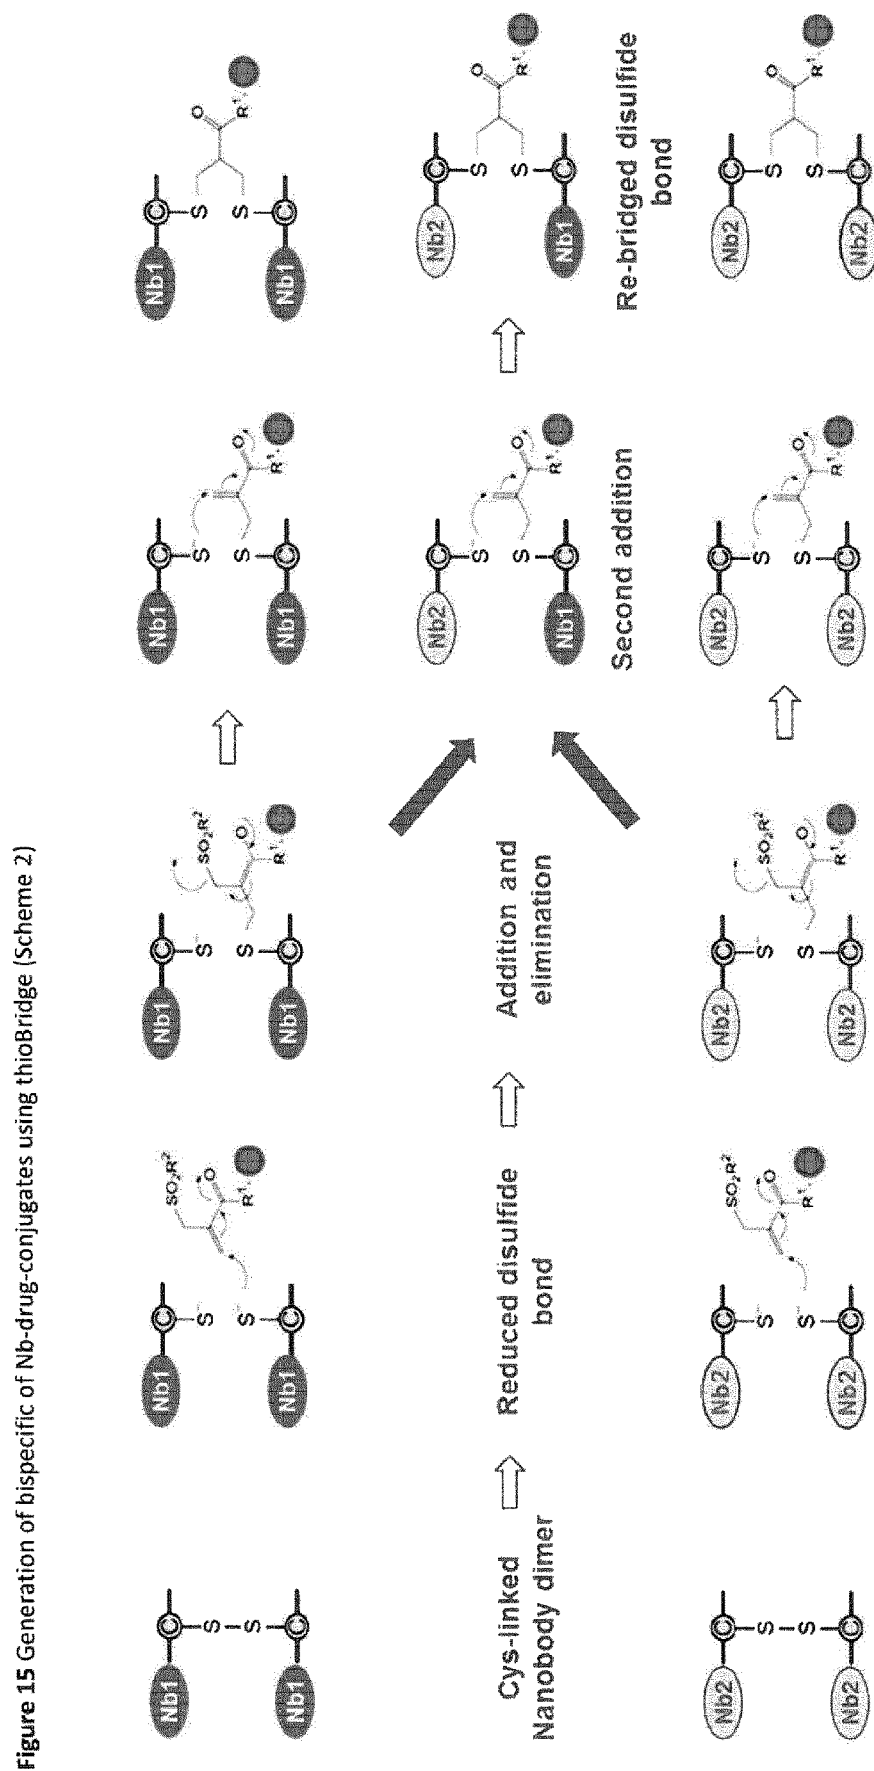 Figure 15 Generation of bispecific of Nb-drug-conjugates using thioBridge (Scheme 2)
Nb1 C S
S
Nb1 C
Nb1 C S
S
Nb1 C
SO2R2
O
R1
Nb1 C S
S
Nb1 C
SO2R2
O
R1
Nb1 C S
S
Nb1 C
O
R1
Nb1 C S
S
Nb1 C
O
R1
Cys-linked
Nanobody dimer
Reduced disulfide
bond
Addition and
elimination
Nb2 C S
S
Nb1 C
O
R1
Second addition
Nb2 C S
S
Nb1 C
O
R1
Re-bridged disulfide
bond
Nb2 C S
S
Nb2 C
Nb2 C S
S
Nb2 C
SO2R2
O
R1
Nb2 C S
S
Nb2 C
SO2R2
O
R1
Nb2 C S
S
Nb2 C
O
R1
Nb2 C S
S
Nb2 C
O
R1